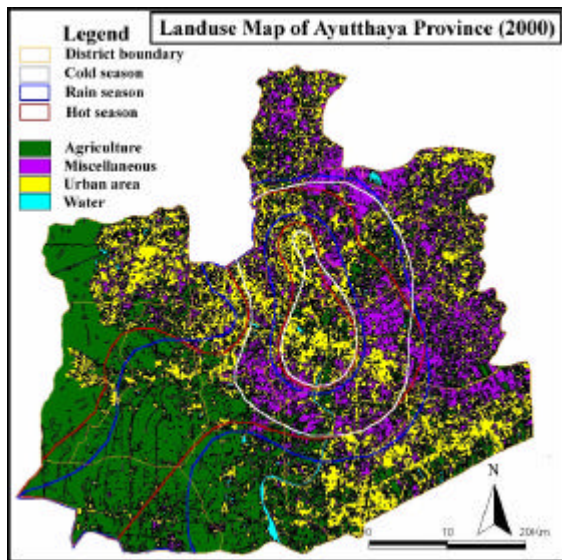 Landuse Map of Ayutthaya Province (2000)
Legend
District boundary
Cold season
Rain season
Hot season
Agriculture
Miscellaneous
Urban area
Water
N
0 10 20Km